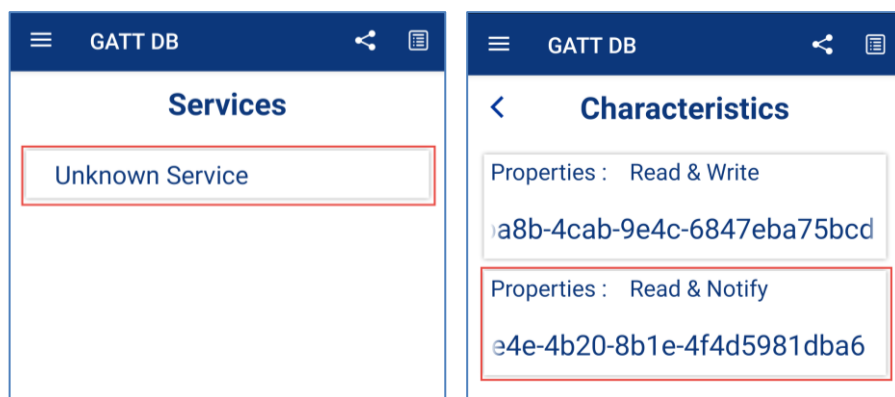 GATT DB
Services
Unknown Service
GATT DB
Characteristics
Properties : Read & Write
a8b-4cab-9e4c-6847eba75bcd
Properties : Read & Notify
e4e-4b20-8b1e-4f4d5981dba6